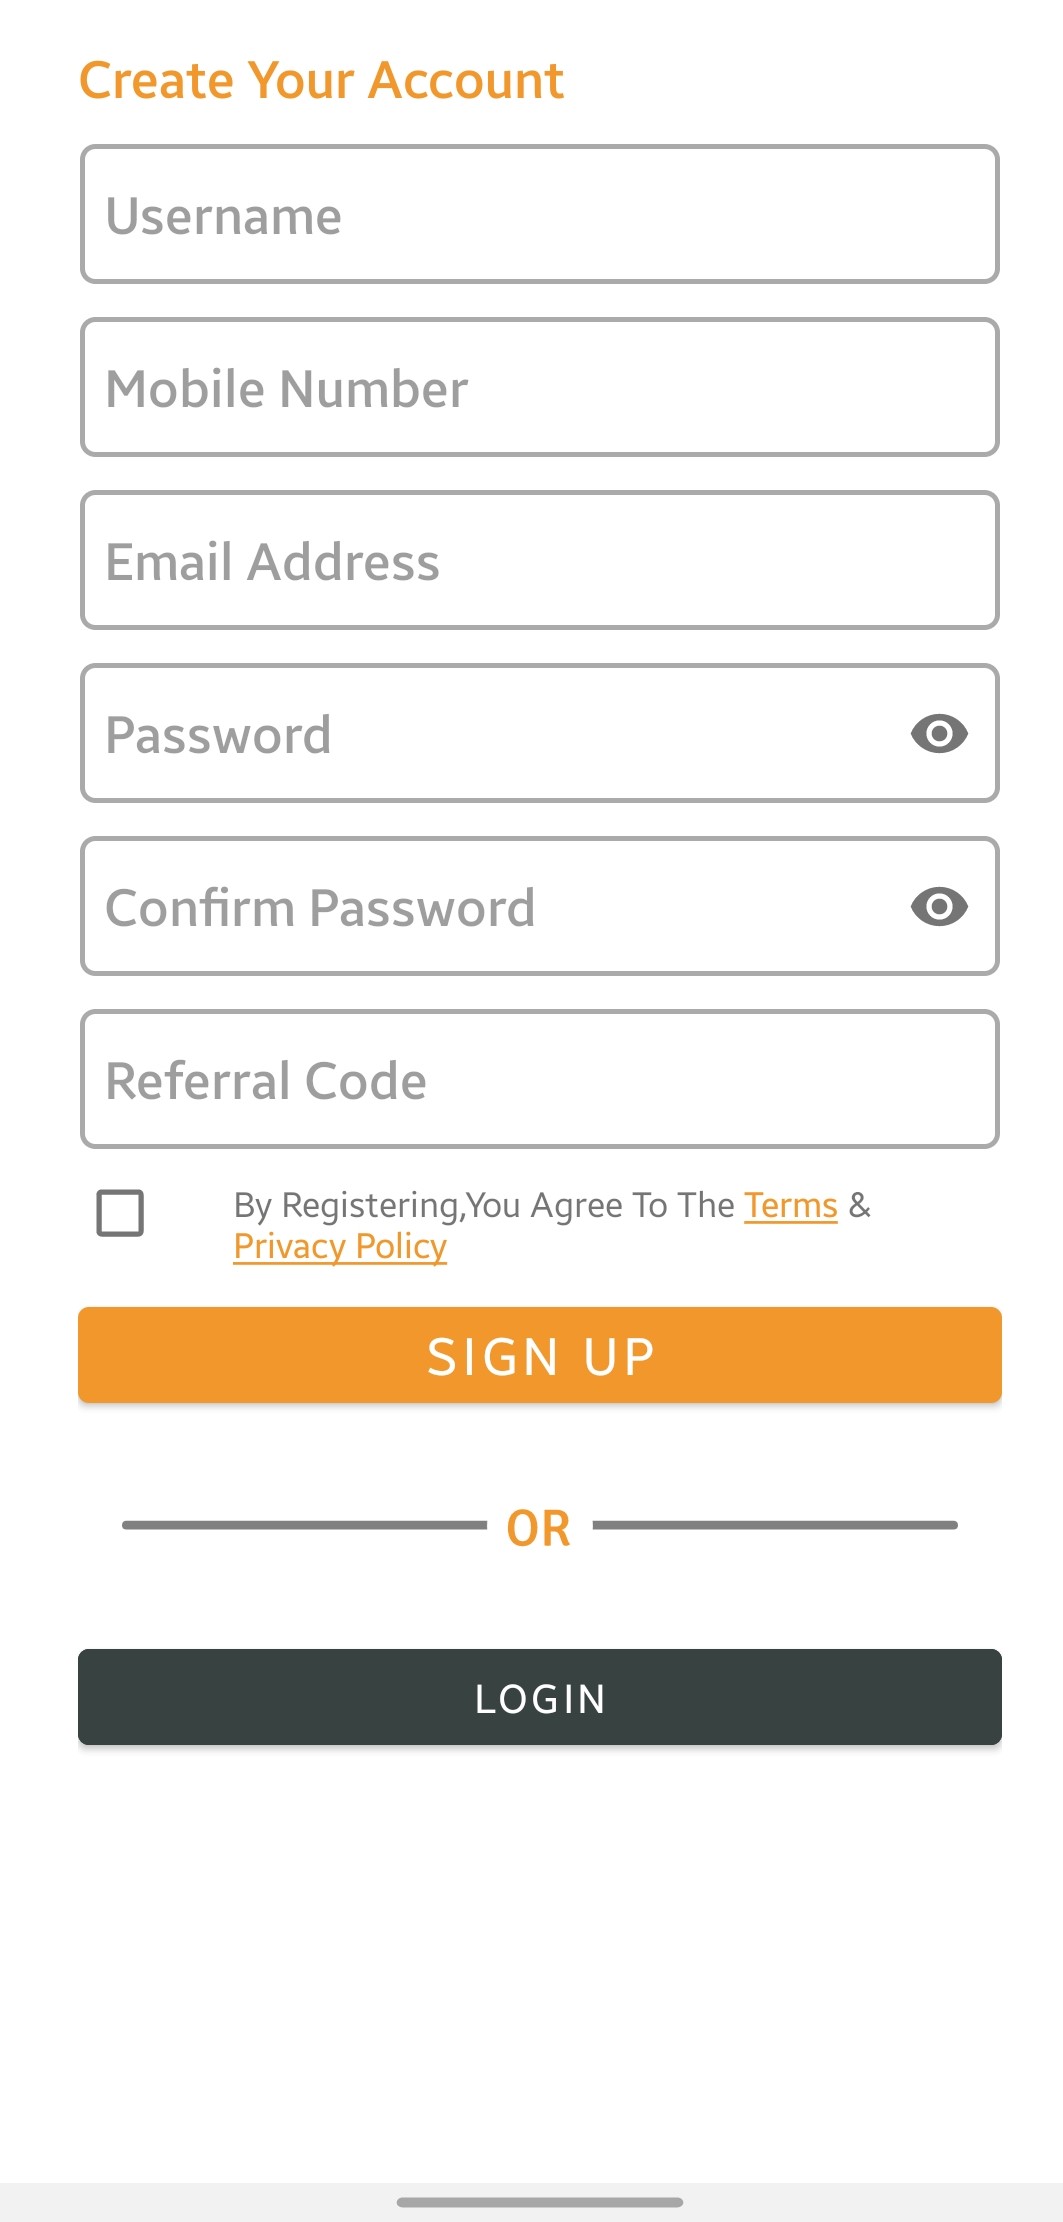 Create Your Account
Username
Mobile Number
Email Address
Password
Confirm Password
Referral Code
By Registering,You Agree To The Terms &
Privacy Policy
SIGN UP
OR
LOGIN